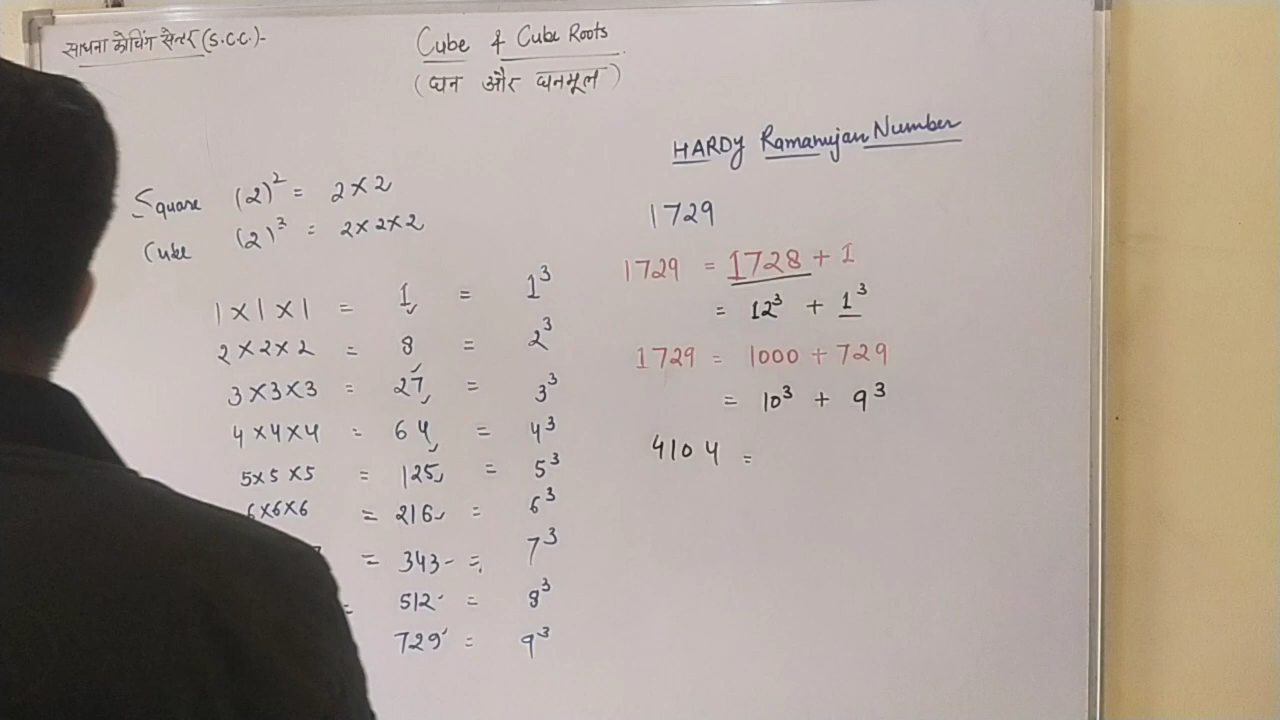 साधना कोचिंग सैन्टर (S.C.C.)-
Cube & Cube Roots
(घन और घनमूल)
HARDY Ramanujan Number
Square (2)² = 2×2
Cube (2)³ = 2×2×2
1×1×1 = 1 = 1³
2×2×2 = 8 = 2³
3×3×3 = 27 = 3³
4×4×4 = 64 = 4³
5×5×5 = 125 = 5³
6×6×6 = 216 = 6³
= 343 = 7³
= 512 = 8³
729 = 9³
1729
1729 = 1728 + 1
= 12³ + 1³
1729 = 1000 + 729
= 10³ + 9³
4104 =